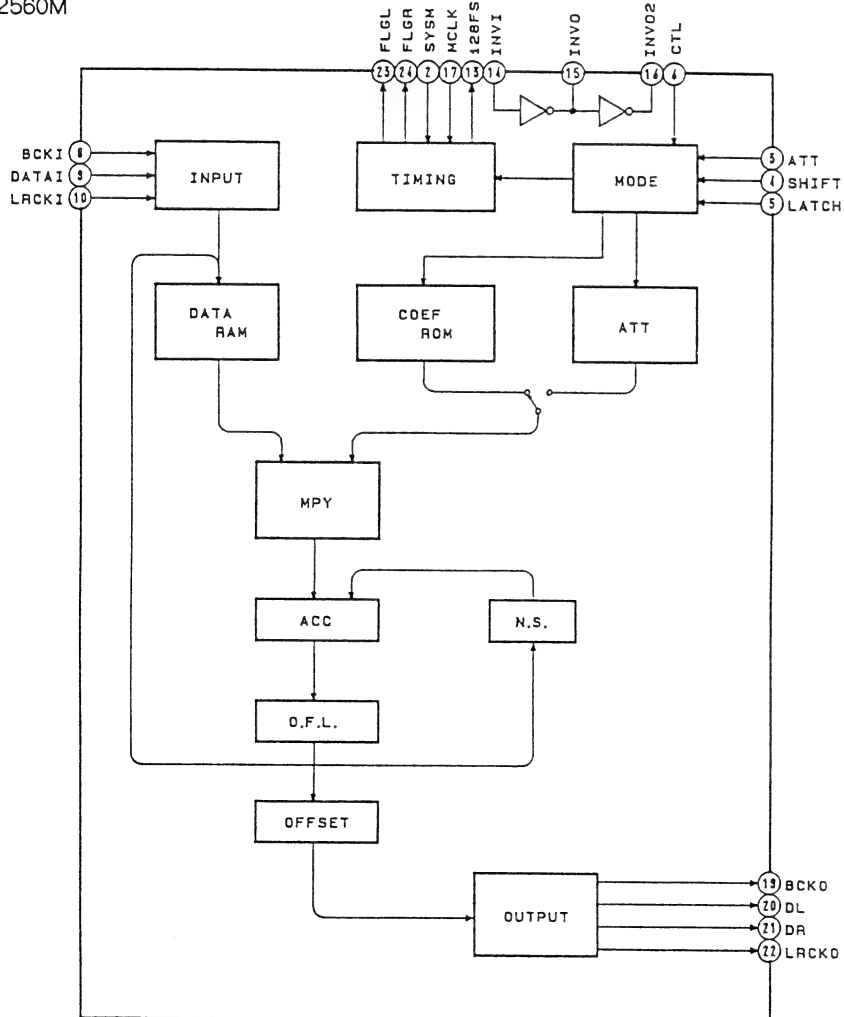 2560M
FLGL
FLGR
SYSM
MCLK
128FS
INVI
INVO
INVO2
CTL
23
24
2
17
13
14
15
16
6
BCKI
8
DATAI
9
LRCKI
10
INPUT
TIMING
MODE
3
ATT
4
SHIFT
5
LATCH
DATA
RAM
COEF
ROM
ATT
MPY
ACC
N.S.
O.F.L.
OFFSET
OUTPUT
19
BCKO
20
DL
21
DR
22
LRCKO